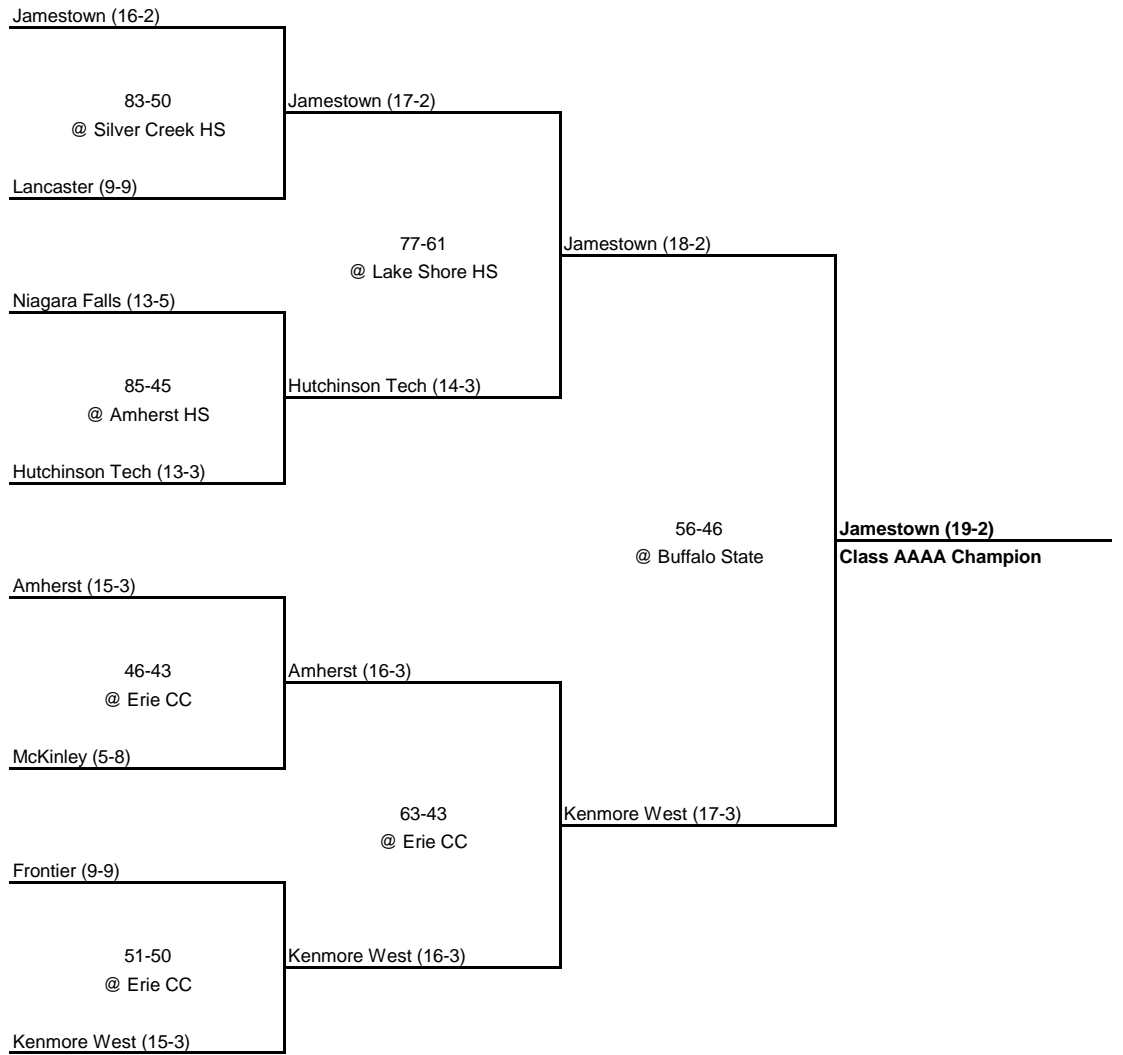 Jamestown (16-2)
83-50
@ Silver Creek HS
Jamestown (17-2)
Lancaster (9-9)
77-61
@ Lake Shore HS
Jamestown (18-2)
Niagara Falls (13-5)
85-45
@ Amherst HS
Hutchinson Tech (14-3)
Hutchinson Tech (13-3)
56-46
@ Buffalo State
Jamestown (19-2)
Class AAAA Champion
Amherst (15-3)
46-43
@ Erie CC
Amherst (16-3)
McKinley (5-8)
63-43
@ Erie CC
Kenmore West (17-3)
Frontier (9-9)
51-50
@ Erie CC
Kenmore West (16-3)
Kenmore West (15-3)